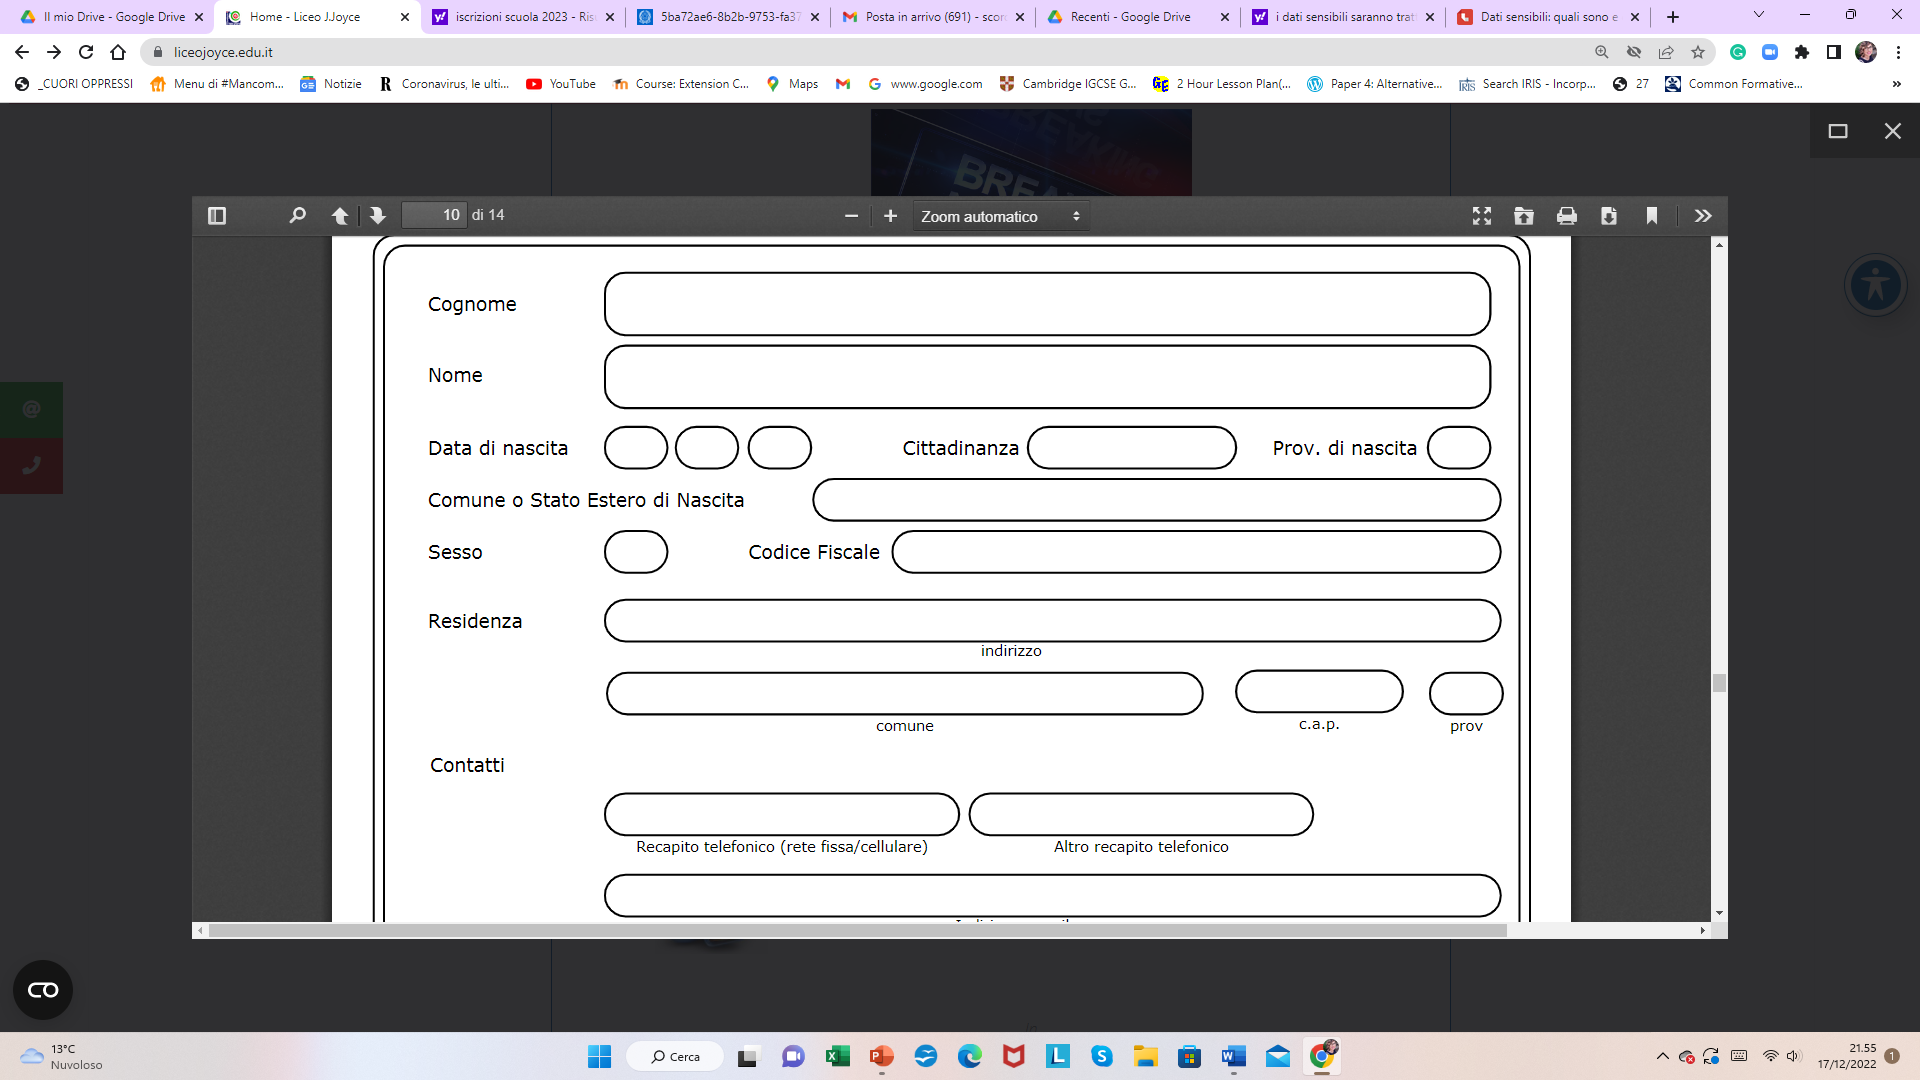 Il mio Drive - Google Drive
Home - Liceo J.Joyce
iscrizioni scuola 2023 - Ris
5ba72ae6-8b2b-9753-fa37
Posta in arrivo (691) - scor
Recenti - Google Drive
i dati sensibili saranno trat
Dati sensibili: quali sono e
liceojoyce.edu.it
_CUORI OPPRESSI
Menu di #Mancom...
Notizie
Coronavirus, le ulti...
YouTube
Course: Extension C...
Maps
www.google.com
Cambridge IGCSE G...
2 Hour Lesson Plan(...
Paper 4: Alternative...
Search IRIS - Incorp...
27
Common Formative...
10 di 14
Zoom automatico
Cognome
Nome
Data di nascita
Cittadinanza
Prov. di nascita
Comune o Stato Estero di Nascita
Sesso
Codice Fiscale
Residenza
indirizzo
comune
c.a.p.
prov
Contatti
Recapito telefonico (rete fissa/cellulare)
Altro recapito telefonico
13°C
Nuvoloso
Cerca
21.55
17/12/2022
1